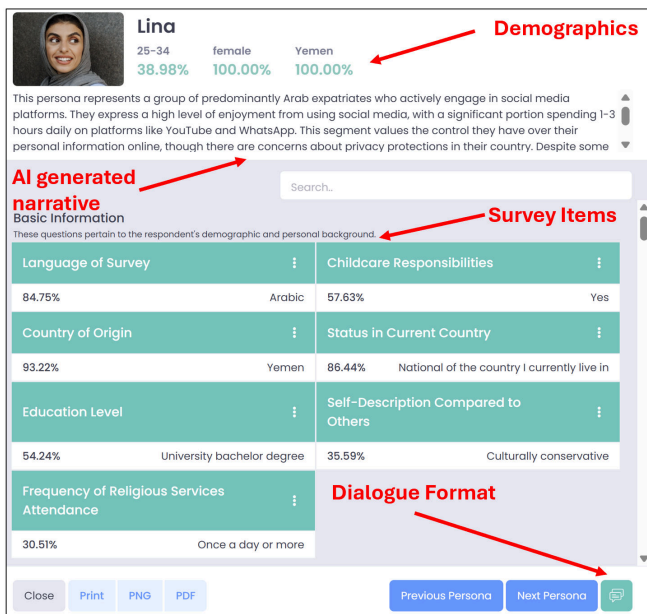 Lina
Demographics
25-34 female Yemen
38.98% 100.00% 100.00%
This persona represents a group of predominantly Arab expatriates who actively engage in social media
platforms. They express a high level of enjoyment from using social media, with a significant portion spending 1-3
hours daily on platforms like YouTube and WhatsApp. This segment values the control they have over their
personal information online, though there are concerns about privacy protections in their country. Despite some
AI generated
narrative
Search..
Basic Information
Survey Items
These questions pertain to the respondent's demographic and personal background.
Language of Survey
84.75% Arabic
Childcare Responsibilities
57.63% Yes
Country of Origin
93.22% Yemen
Status in Current Country
86.44% National of the country I currently live in
Education Level
54.24% University bachelor degree
Self-Description Compared to
Others
35.59% Culturally conservative
Frequency of Religious Services
Attendance
30.51% Once a day or more
Dialogue Format
Close Print PNG PDF Previous Persona Next Persona